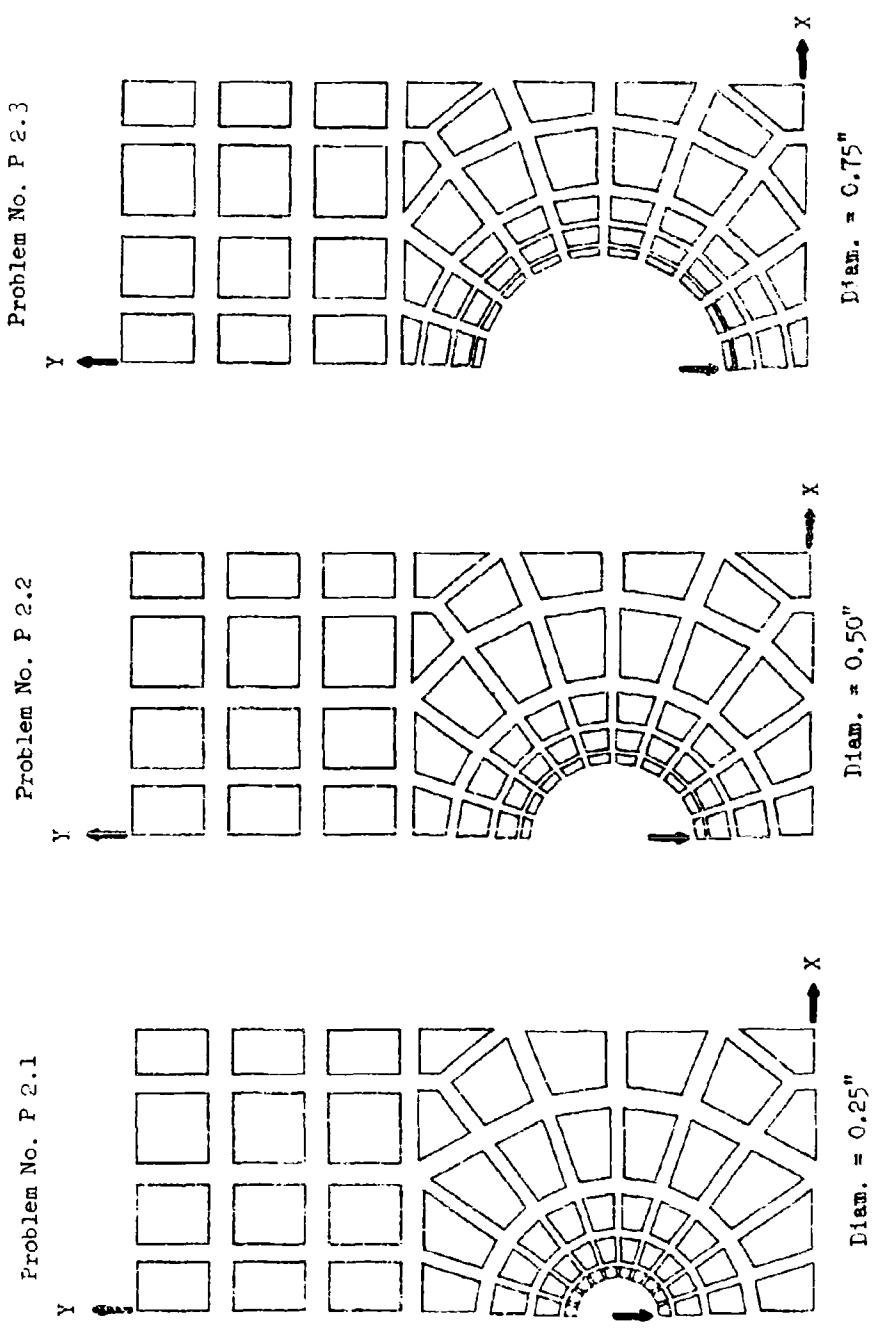 Problem No. P 2.1
Y
X
Diam. = 0.25"
Problem No. P 2.2
Y
X
Diam. = 0.50"
Problem No. P 2.3
Y
X
Diam. = 0.75"